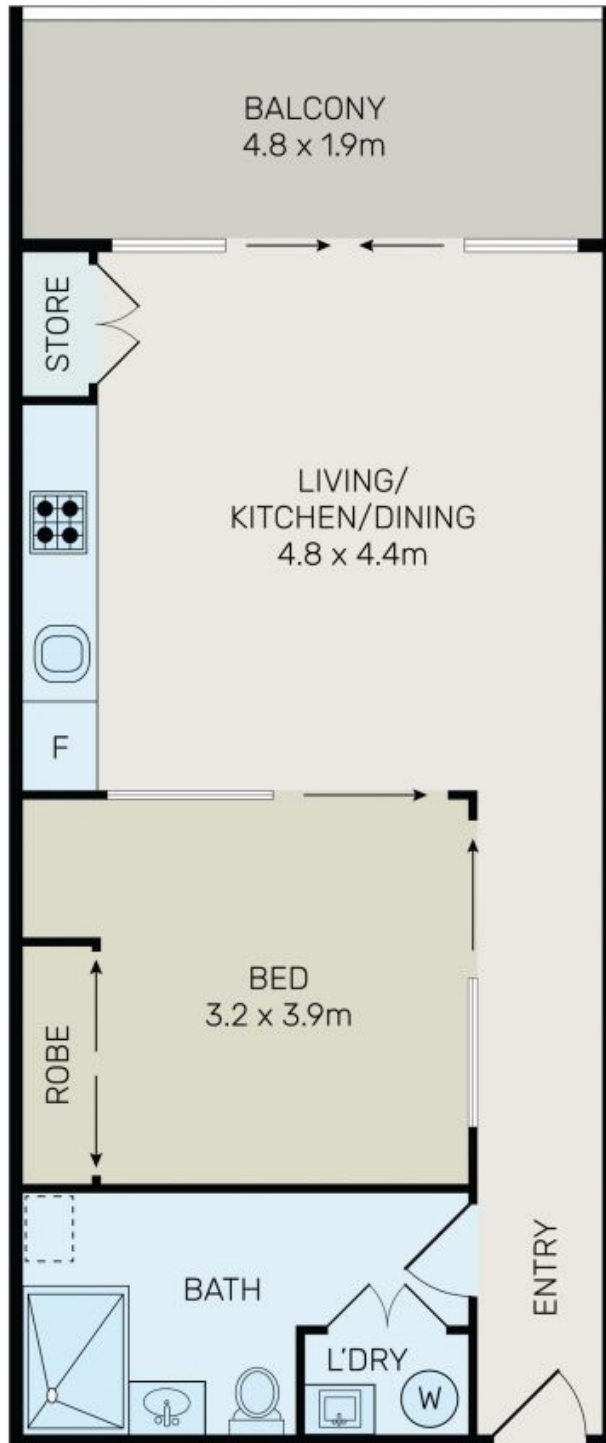 BALCONY
4.8 x 1.9m
STORE
LIVING/
KITCHEN/DINING
4.8 x 4.4m
F
BED
3.2 x 3.9m
ROBE
BATH
ENTRY
L'DRY
W